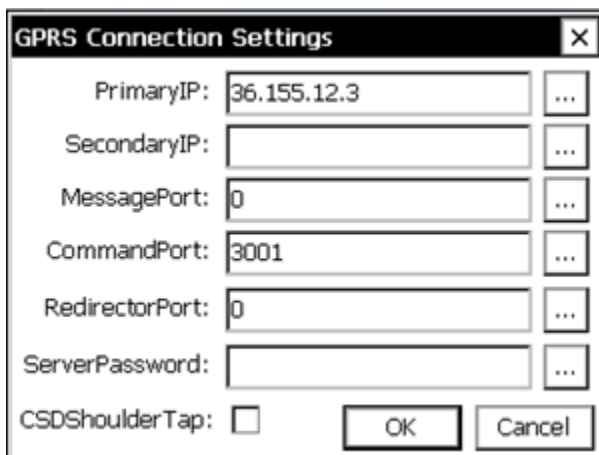 GPRS Connection Settings
PrimaryIP: 36.155.12.3 ...
SecondaryIP: ...
MessagePort: 0 ...
CommandPort: 3001 ...
RedirectorPort: 0 ...
ServerPassword: ...
CSDShoulderTap: OK Cancel